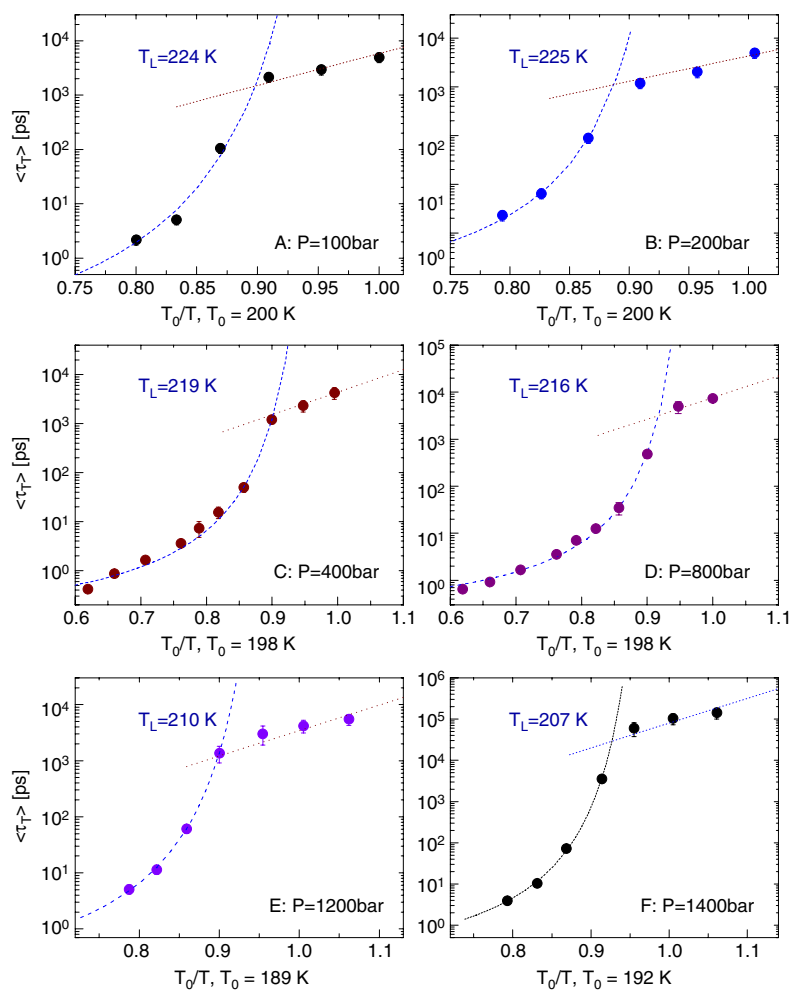 10⁴
10³
10²
10¹
10⁰
<τ_T> [ps]
T_L=224 K
A: P=100bar
0.75 0.80 0.85 0.90 0.95 1.00
T₀/T, T₀ = 200 K
10⁴
10³
10²
10¹
10⁰
T_L=225 K
B: P=200bar
0.75 0.80 0.85 0.90 0.95 1.00
T₀/T, T₀ = 200 K
10⁴
10³
10²
10¹
10⁰
<τ_T> [ps]
T_L=219 K
C: P=400bar
0.6 0.7 0.8 0.9 1.0 1.1
T₀/T, T₀ = 198 K
10⁵
10⁴
10³
10²
10¹
10⁰
T_L=216 K
D: P=800bar
0.6 0.7 0.8 0.9 1.0 1.1
T₀/T, T₀ = 198 K
10⁴
10³
10²
10¹
10⁰
<τ_T> [ps]
T_L=210 K
E: P=1200bar
0.8 0.9 1.0 1.1
T₀/T, T₀ = 189 K
10⁶
10⁵
10⁴
10³
10²
10¹
10⁰
T_L=207 K
F: P=1400bar
0.8 0.9 1.0 1.1
T₀/T, T₀ = 192 K